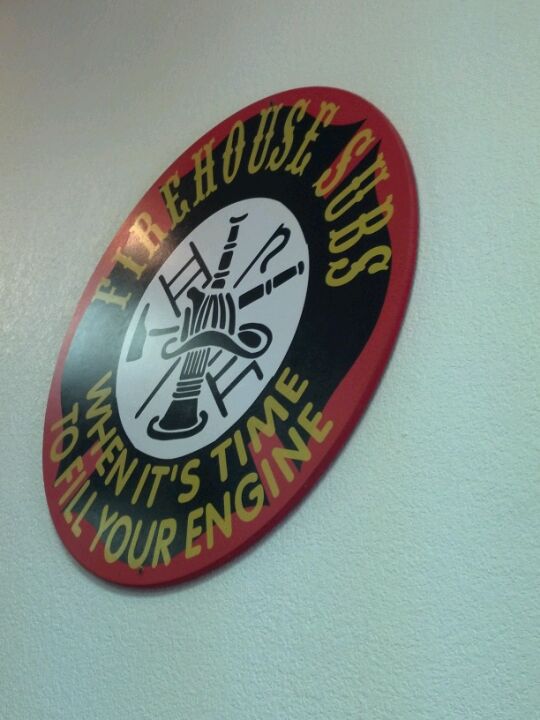 FIREHOUSE SUBS
WHEN IT'S TIME
TO FILL YOUR ENGINE